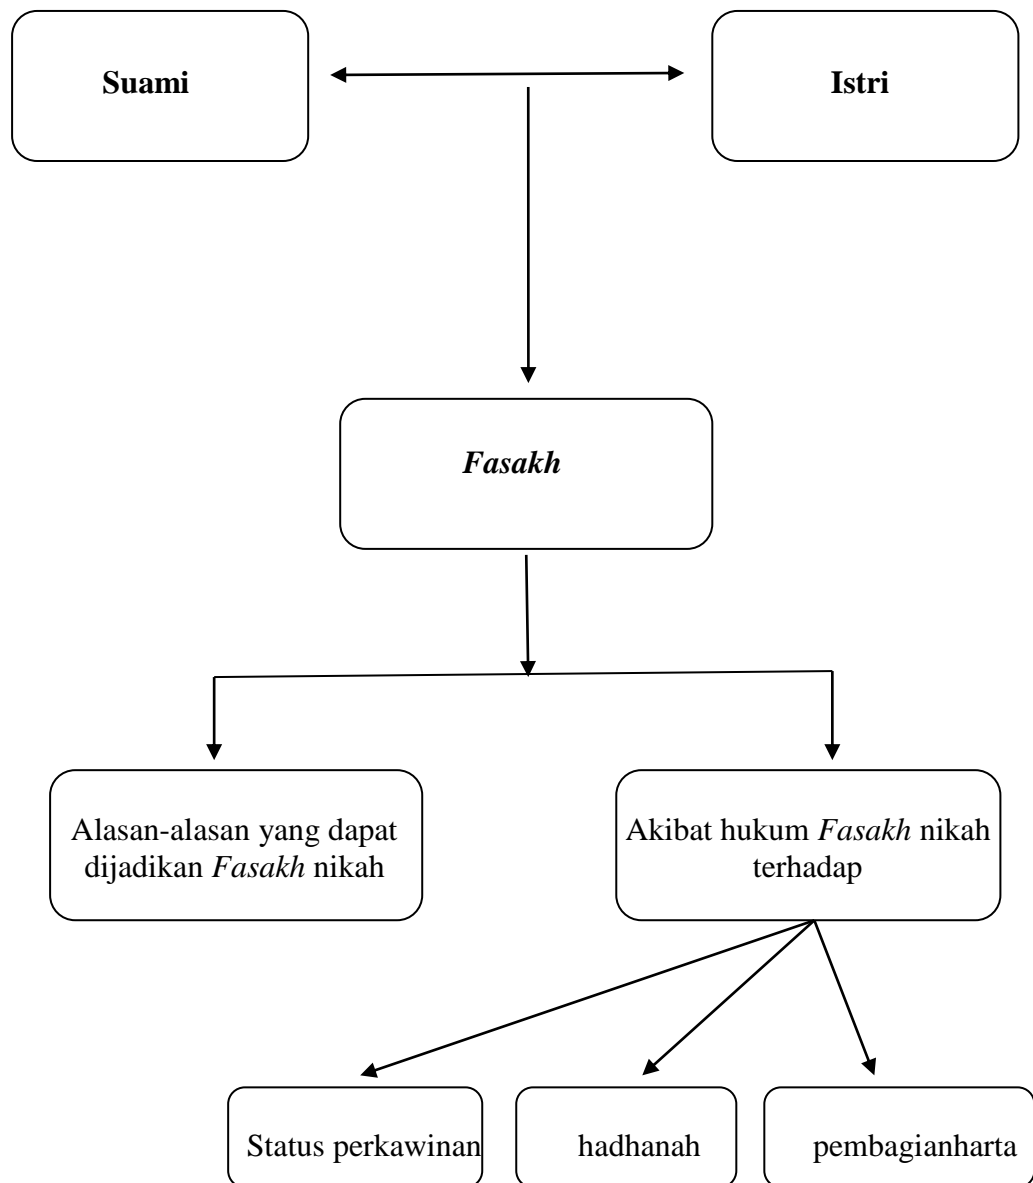 Suami
Istri
Fasakh
Alasan-alasan yang dapat
dijadikan Fasakh nikah
Akibat hukum Fasakh nikah
terhadap
Status perkawinan
hadhanah
pembagianharta